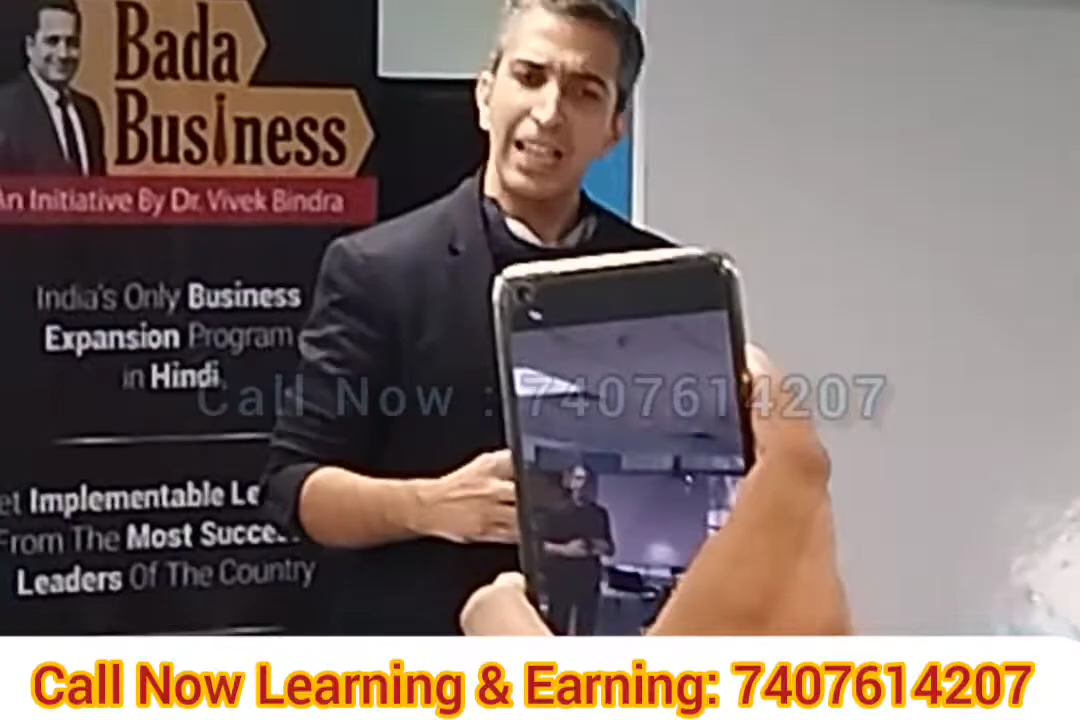 Bada
Business
An Initiative By Dr. Vivek Bindra
India's Only Business
Expansion Program
in Hindi
Call Now : 7407614207
Implementable
From The Most
Leaders Of The Country
Call Now Learning & Earning: 7407614207